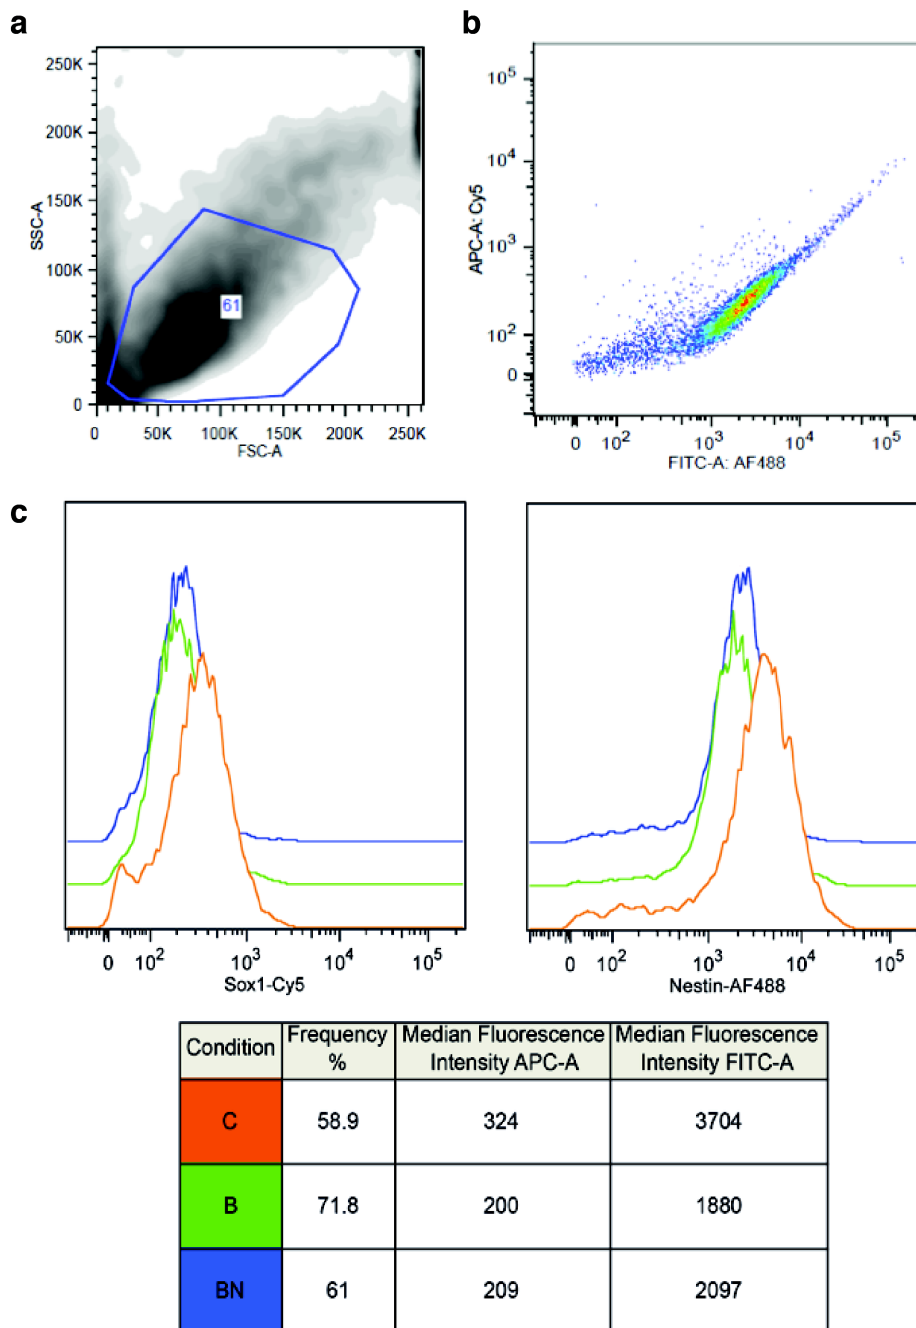 a
250K
200K
150K
100K
50K
0
SSC-A
61
0 50K 100K 150K 200K 250K
FSC-A
b
10^5
10^4
10^3
10^2
0
APC-A: Cy5
0 10^2 10^3 10^4 10^5
FITC-A: AF488
c
0 10^2 10^3 10^4 10^5
Sox1-Cy5
0 10^2 10^3 10^4 10^5
Nestin-AF488
Condition Frequency % Median Fluorescence Intensity APC-A Median Fluorescence Intensity FITC-A
C 58.9 324 3704
B 71.8 200 1880
BN 61 209 2097